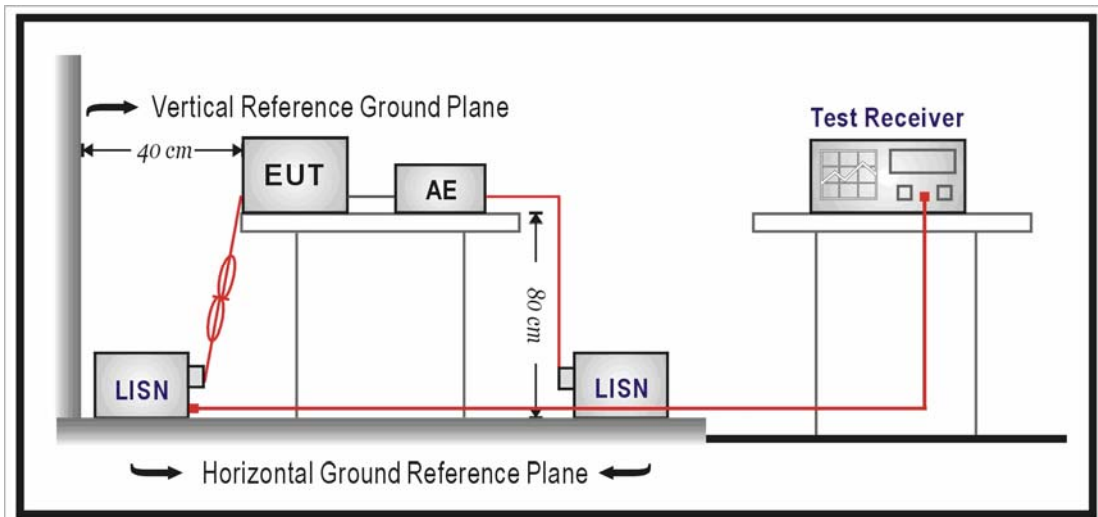 Vertical Reference Ground Plane
Test Receiver
40 cm
EUT
AE
80 cm
LISN
LISN
Horizontal Ground Reference Plane